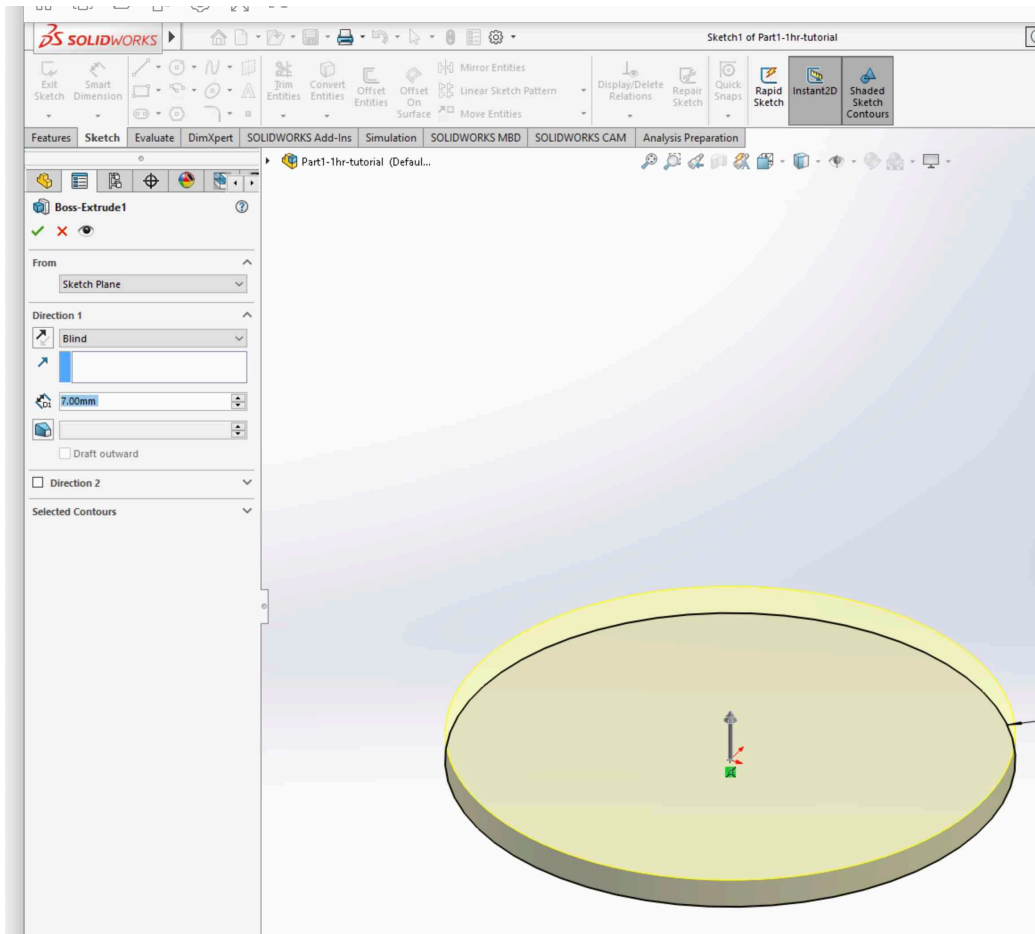 SOLIDWORKS
Sketch1 of Part1-1hr-tutorial
Exit Sketch
Smart Dimension
Trim Entities
Convert Entities
Offset Entities
Offset On Surface
Mirror Entities
Linear Sketch Pattern
Move Entities
Display/Delete Relations
Repair Sketch
Quick Snaps
Rapid Sketch
Instant2D
Shaded Sketch Contours
Features Sketch Evaluate DimXpert SOLIDWORKS Add-Ins Simulation SOLIDWORKS MBD SOLIDWORKS CAM Analysis Preparation
Part1-1hr-tutorial (Defaul...
Boss-Extrude1
From
Sketch Plane
Direction 1
Blind
D1
7.00mm
Draft outward
Direction 2
Selected Contours